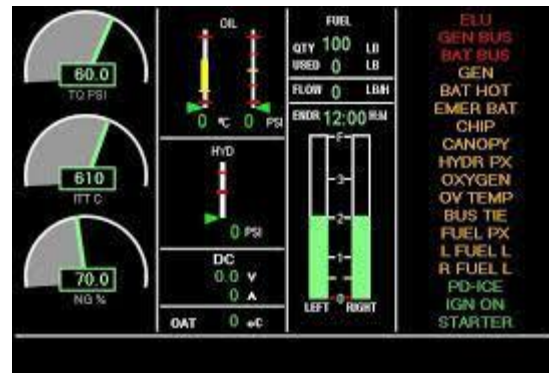 60.0
TQ PSI
610
ITT C
70.0
NG %
OIL
0 °C 0 PSI
HYD
0 PSI
DC
0.0 V
0 A
OAT 0 °C
FUEL
QTY 100 LB
USED 0 LB
FLOW 0 LB/H
ENDR 12:00 H:M
F
3
2
1
0
LEFT RIGHT
ELU
GEN BUS
BAT BUS
GEN
BAT HOT
EMER BAT
CHIP
CANOPY
HYDR PX
OXYGEN
OV TEMP
BUS TIE
FUEL PX
L FUEL L
R FUEL L
PD-ICE
IGN ON
STARTER